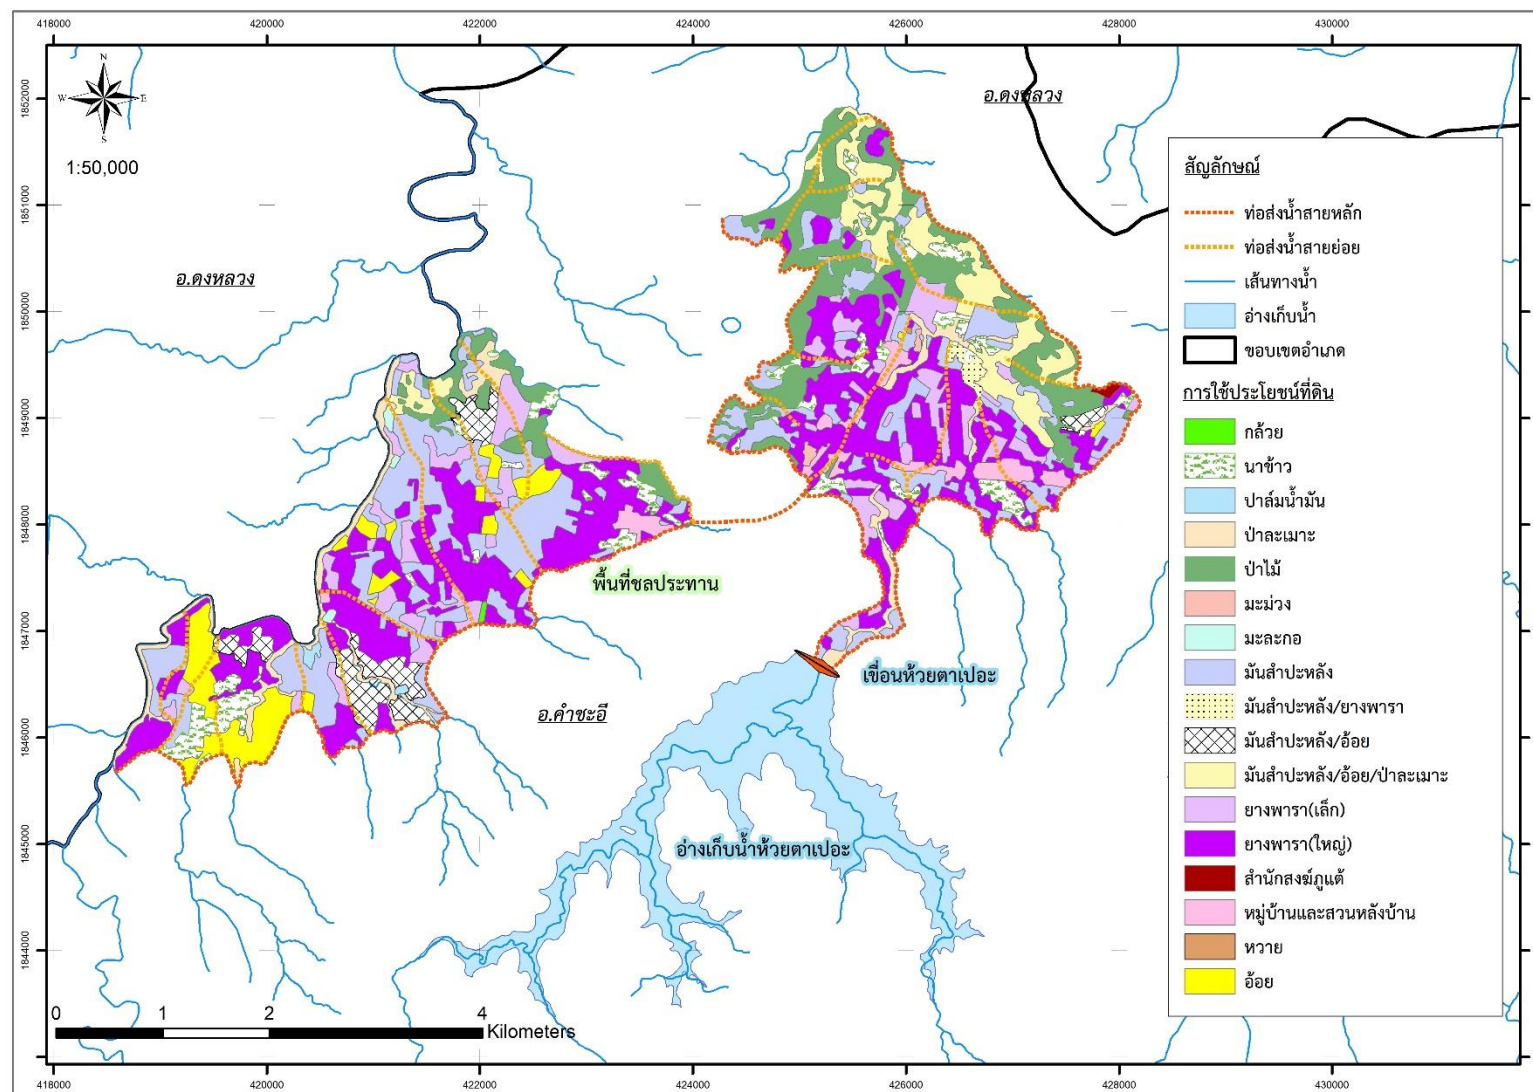 418000 420000 422000 424000 426000 428000 430000
N
W E
S
1:50,000
1852000
1851000
1850000
1849000
1848000
1847000
1846000
1845000
1844000
อ.ดงหลวง
อ.ดงหลวง
พื้นที่ชลประทาน
เขื่อนห้วยตาเปอะ
อ.คำชะอี
อ่างเก็บน้ำห้วยตาเปอะ
สัญลักษณ์
ท่อส่งน้ำสายหลัก
ท่อส่งน้ำสายย่อย
เส้นทางน้ำ
อ่างเก็บน้ำ
ขอบเขตอำเภอ
การใช้ประโยชน์ที่ดิน
กล้วย
นาข้าว
ปาล์มน้ำมัน
ป่าละเมาะ
ป่าไม้
มะม่วง
มะละกอ
มันสำปะหลัง
มันสำปะหลัง/ยางพารา
มันสำปะหลัง/อ้อย
มันสำปะหลัง/อ้อย/ป่าละเมาะ
ยางพารา(เล็ก)
ยางพารา(ใหญ่)
สำนักสงฆ์ภูแต้
หมู่บ้านและสวนหลังบ้าน
หวาย
อ้อย
0 1 2 4
Kilometers
1852000
1851000
1850000
1849000
1848000
1847000
1846000
1845000
1844000
418000 420000 422000 424000 426000 428000 430000